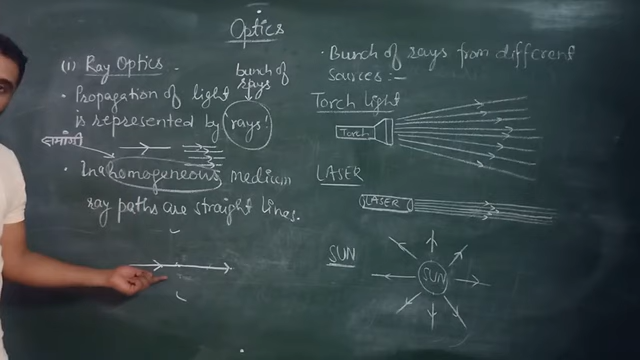 Optics
(1) Ray Optics
bunch of
rays
• Propagation of light
is represented by 'rays'
• In a homogeneous medium
ray paths are straight lines.
• Bunch of rays from different
Sources:-
Torch light
Torch
LASER
LASER
SUN
SUN